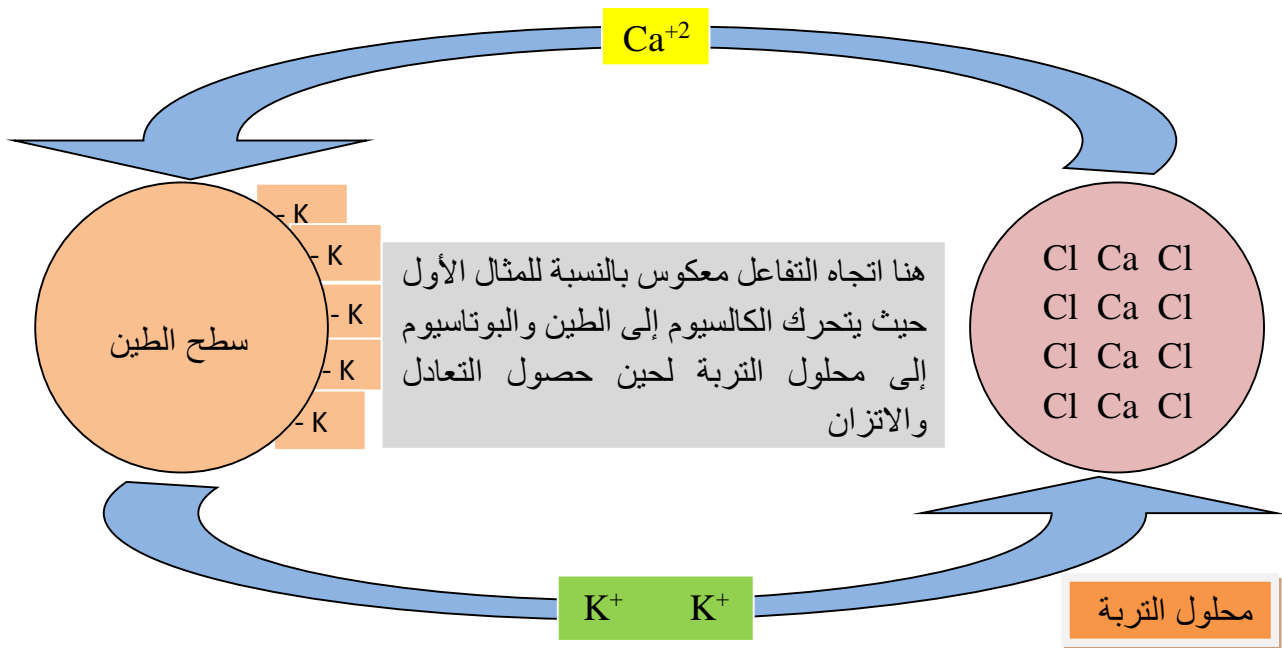 Ca⁺²
- K
- K
- K
- K
- K
سطح الطين
هنا اتجاه التفاعل معكوس بالنسبة للمثال الأول
حيث يتحرك الكالسيوم إلى الطين والبوتاسيوم
إلى محلول التربة لحين حصول التعادل
والاتزان
Cl Ca Cl
Cl Ca Cl
Cl Ca Cl
Cl Ca Cl
K⁺ K⁺
محلول التربة